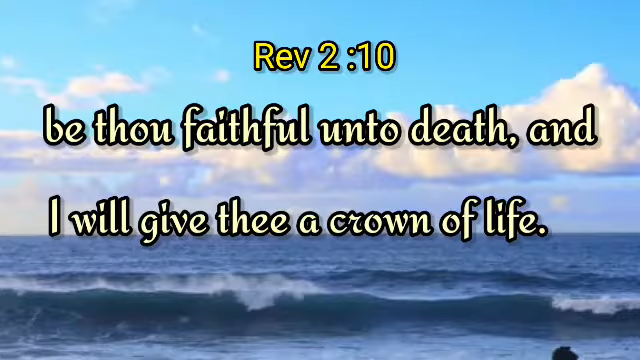 Rev 2 :10
be thou faithful unto death, and
I will give thee a crown of life.